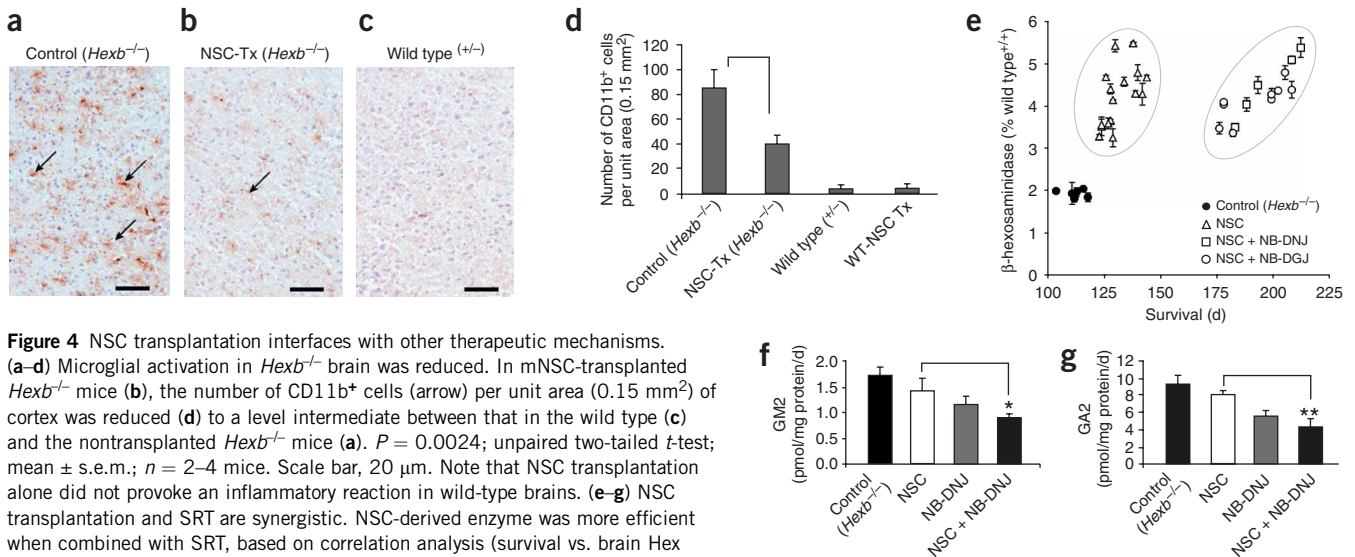 a
Control (Hexb–/–)
b
NSC-Tx (Hexb–/–)
c
Wild type (+/–)
d
Number of CD11b+ cells
per unit area (0.15 mm2)
120
100
80
60
40
20
0
Control (Hexb–/–)
NSC-Tx (Hexb–/–)
Wild type (+/–)
WT-NSC Tx
e
β-hexosaminidase (% wild type+/+)
6
5
4
3
2
1
0
100 125 150 175 200 225
Survival (d)
Control (Hexb–/–)
NSC
NSC + NB-DNJ
NSC + NB-DGJ
Figure 4 NSC transplantation interfaces with other therapeutic mechanisms.
(a–d) Microglial activation in Hexb–/– brain was reduced. In mNSC-transplanted
Hexb–/– mice (b), the number of CD11b+ cells (arrow) per unit area (0.15 mm2) of
cortex was reduced (d) to a level intermediate between that in the wild type (c)
and the nontransplanted Hexb–/– mice (a). P = 0.0024; unpaired two-tailed t-test;
mean ± s.e.m.; n = 2–4 mice. Scale bar, 20 μm. Note that NSC transplantation
alone did not provoke an inflammatory reaction in wild-type brains. (e–g) NSC
transplantation and SRT are synergistic. NSC-derived enzyme was more efficient
when combined with SRT, based on correlation analysis (survival vs. brain Hex
f
GM2
(pmol/mg protein/d)
2.0
1.5
1.0
0.5
0.0
*
Control
(Hexb–/–)
NSC
NB-DNJ
NSC + NB-DNJ
g
GA2
(pmol/mg protein/d)
12
10
8
6
4
2
0
**
Control
(Hexb–/–)
NSC
NB-DNJ
NSC + NB-DNJ